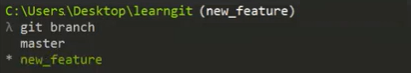 C:\Users\Desktop\learngit (new_feature)
λ git branch
  master
* new_feature